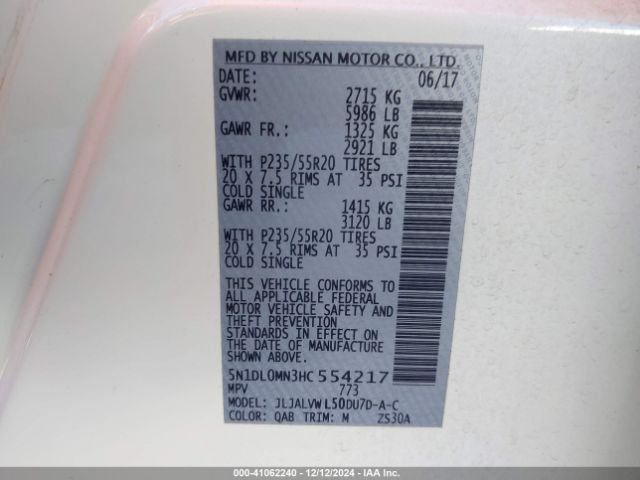 MFD BY NISSAN MOTOR CO., LTD.
DATE: 06/17
GVWR: 2715 KG
5986 LB
GAWR FR.: 1325 KG
2921 LB
WITH P235/55R20 TIRES
20 X 7.5 RIMS AT 35 PSI
COLD SINGLE
GAWR RR.: 1415 KG
3120 LB
WITH P235/55R20 TIRES
20 X 7.5 RIMS AT 35 PSI
COLD SINGLE
THIS VEHICLE CONFORMS TO
ALL APPLICABLE FEDERAL
MOTOR VEHICLE SAFETY AND
THEFT PREVENTION
STANDARDS IN EFFECT ON
THE DATE OF MANUFACTURE
SHOWN ABOVE.
5N1DL0MN3HC554217
MPV 773
MODEL: JLJALVWL50DU7D-A-C
COLOR: QAB TRIM: M ZS30A
000-41062240 - 12/12/2024 - IAAI.COM